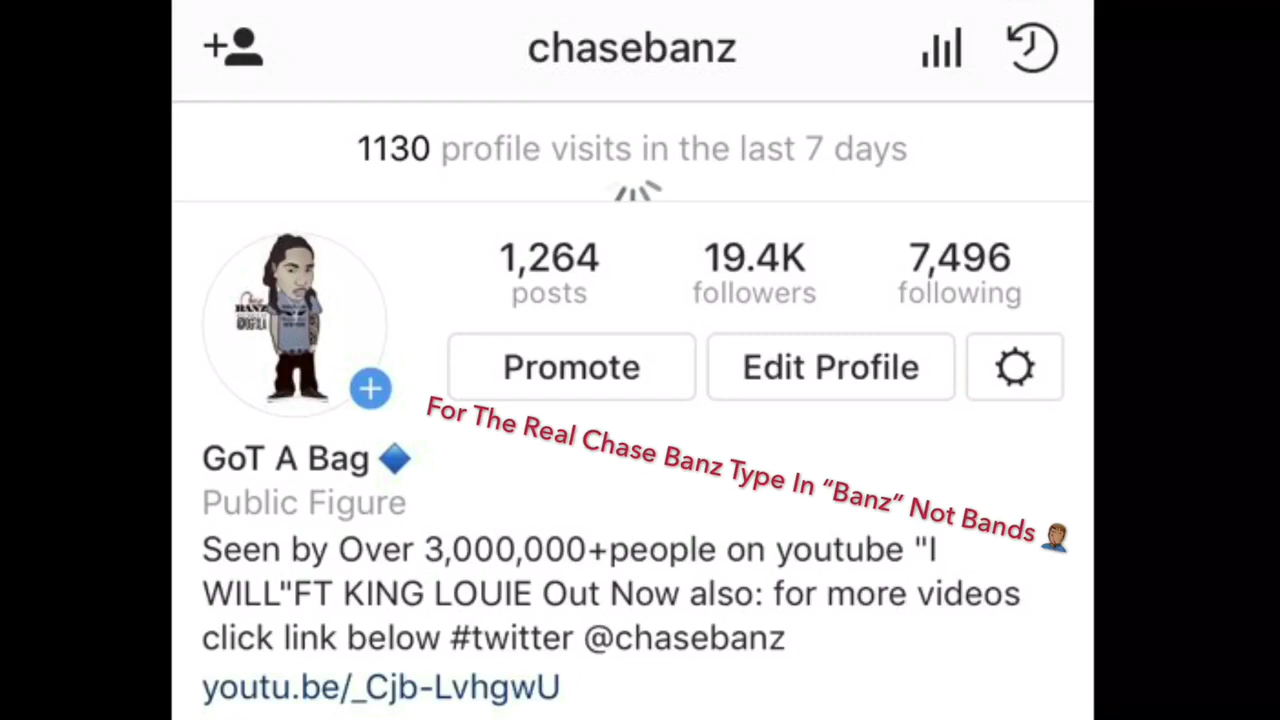 chasebanz
1130 profile visits in the last 7 days
1,264 19.4K 7,496
posts followers following
Promote Edit Profile
BANZ
For The Real Chase Banz Type In “Banz” Not Bands 🤦🏽‍♂️
GoT A Bag 🔷
Public Figure
Seen by Over 3,000,000+people on youtube "I
WILL"FT KING LOUIE Out Now also: for more videos
click link below #twitter @chasebanz
youtu.be/_Cjb-LvhgwU